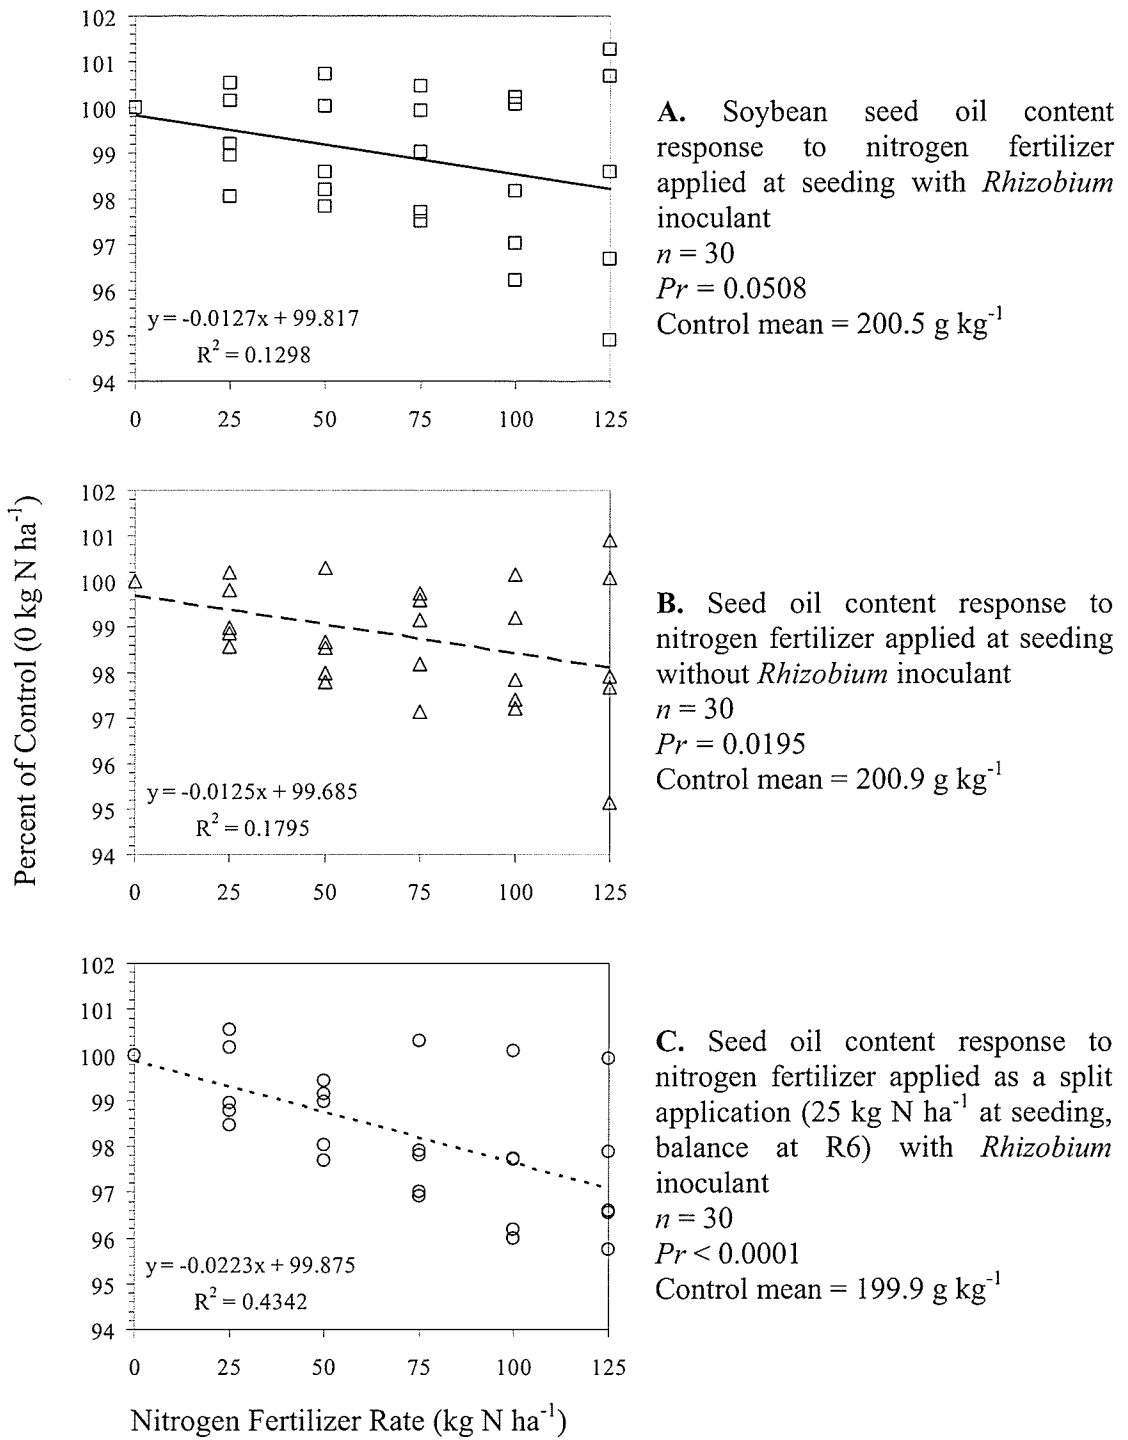 102
101
100
99
98
97
96
95
94
y = -0.0127x + 99.817
R² = 0.1298
0 25 50 75 100 125
A. Soybean seed oil content
response to nitrogen fertilizer
applied at seeding with Rhizobium
inoculant
n = 30
Pr = 0.0508
Control mean = 200.5 g kg⁻¹
Percent of Control (0 kg N ha⁻¹)
102
101
100
99
98
97
96
95
94
y = -0.0125x + 99.685
R² = 0.1795
0 25 50 75 100 125
B. Seed oil content response to
nitrogen fertilizer applied at seeding
without Rhizobium inoculant
n = 30
Pr = 0.0195
Control mean = 200.9 g kg⁻¹
102
101
100
99
98
97
96
95
94
y = -0.0223x + 99.875
R² = 0.4342
0 25 50 75 100 125
C. Seed oil content response to
nitrogen fertilizer applied as a split
application (25 kg N ha⁻¹ at seeding,
balance at R6) with Rhizobium
inoculant
n = 30
Pr < 0.0001
Control mean = 199.9 g kg⁻¹
Nitrogen Fertilizer Rate (kg N ha⁻¹)